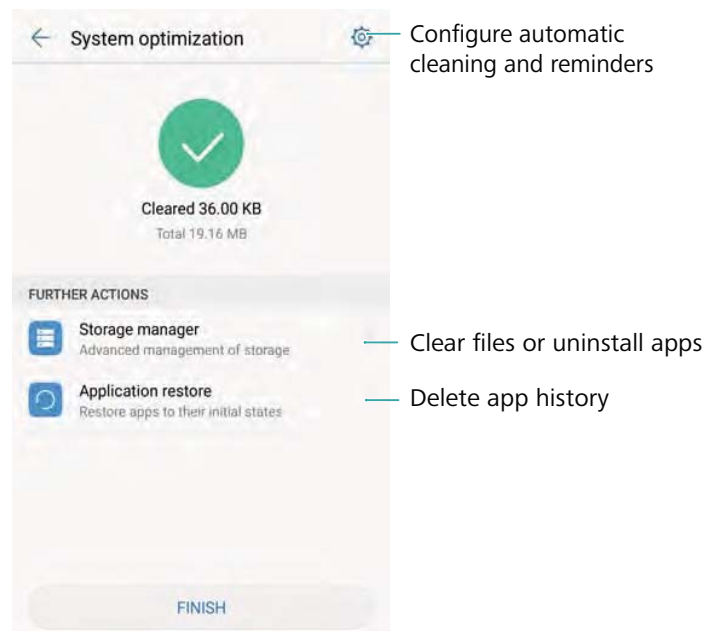 System optimization
Configure automatic
cleaning and reminders
Cleared 36.00 KB
Total 19.16 MB
FURTHER ACTIONS
Storage manager
Advanced management of storage
Clear files or uninstall apps
Application restore
Restore apps to their initial states
Delete app history
FINISH